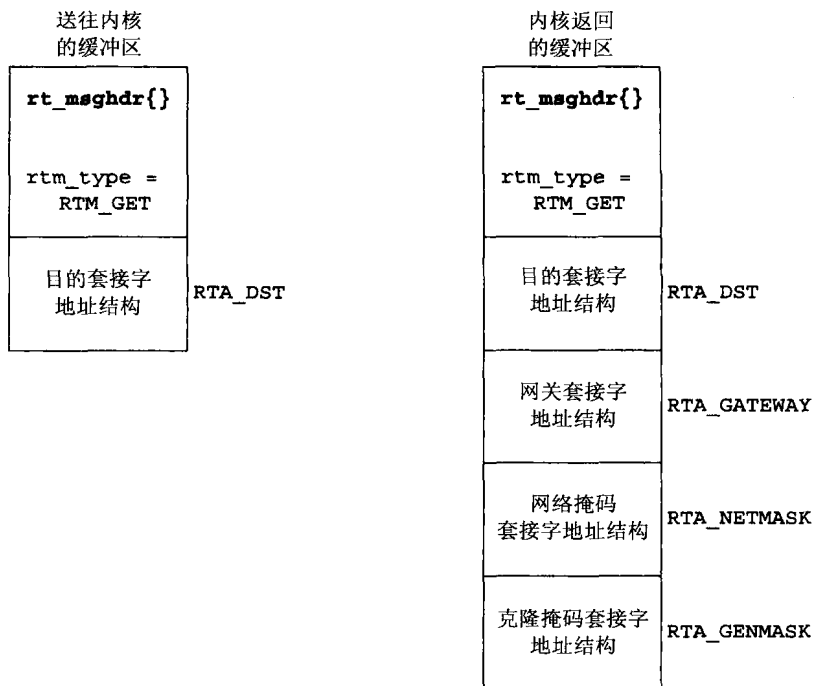 送往内核
的缓冲区
rt_msghdr{}
rtm_type =
RTM_GET
目的套接字
地址结构
RTA_DST
内核返回
的缓冲区
rt_msghdr{}
rtm_type =
RTM_GET
目的套接字
地址结构
RTA_DST
网关套接字
地址结构
RTA_GATEWAY
网络掩码
套接字地址结构
RTA_NETMASK
克隆掩码套接字
地址结构
RTA_GENMASK